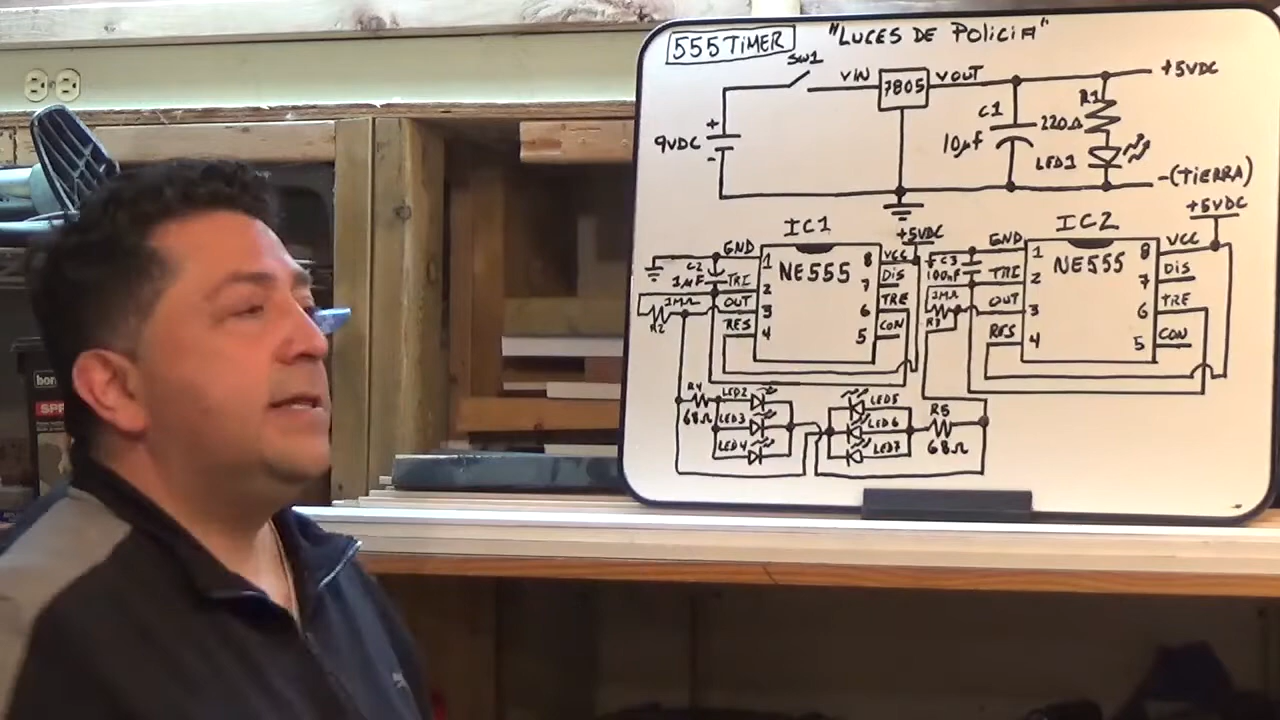 555 TiMER "LUCES DE POLiCiA"
SW1
VIN 7805 VOUT +5VDC
9VDC + -
C1 10µf
R1 220Ω
LED1
-(TiERRA)
IC1
NE555
GND 1 8 VCC +5VDC
TRI 2 7 DIS
OUT 3 6 TRE
RES 4 5 CON
C2 1µF
1MΩ
R2
IC2
NE555
GND 1 8 VCC +5VDC
TRI 2 7 DIS
OUT 3 6 TRE
RES 4 5 CON
C3 100nF
1MΩ
R3
R4 68Ω
LED2
LED3
LED4
LED5
LED6
LED7
R5 68Ω